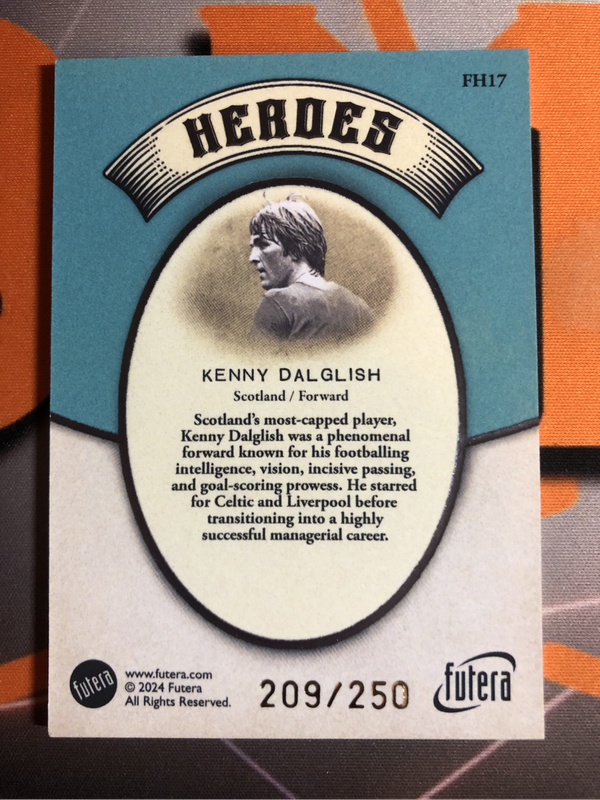 FH17
HEROES
KENNY DALGLISH
Scotland / Forward
Scotland's most-capped player,
Kenny Dalglish was a phenomenal
forward known for his footballing
intelligence, vision, incisive passing,
and goal-scoring prowess. He starred
for Celtic and Liverpool before
transitioning into a highly
successful managerial career.
futera
www.futera.com
© 2024 Futera
All Rights Reserved.
209/250
futera